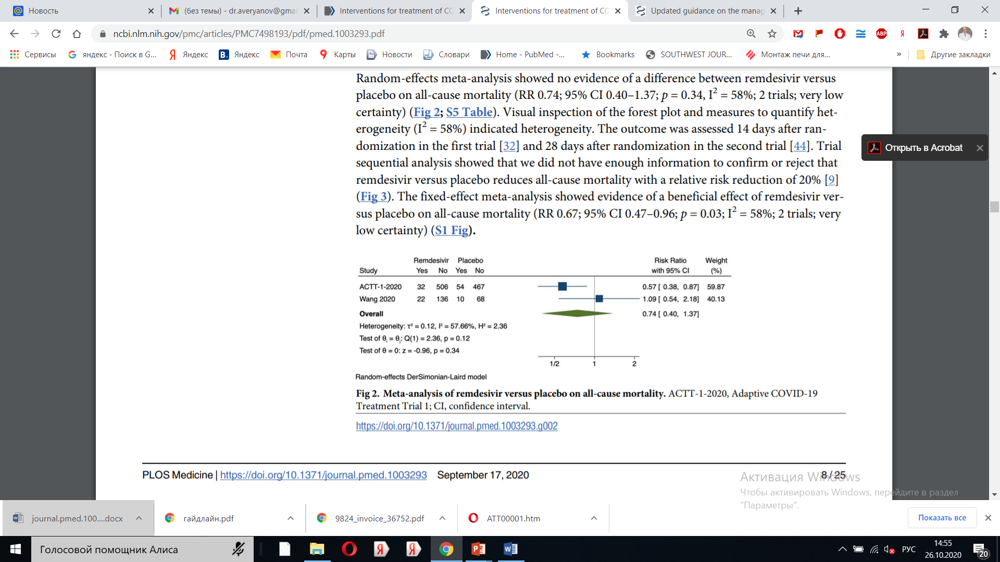 Новость
(без темы) - dr.averyanov@gmai
Interventions for treatment of CO
Interventions for treatment of CO
Updated guidance on the manag
ncbi.nlm.nih.gov/pmc/articles/PMC7498193/pdf/pmed.1003293.pdf
Сервисы
яндекс - Поиск в G...
Яндекс
Яндекс
Почта
Карты
Новости
Словари
Home - PubMed -...
Bookmarks
SOUTHWEST JOUR...
Монтаж печи для...
»
Другие закладки
Random-effects meta-analysis showed no evidence of a difference between remdesivir versus
placebo on all-cause mortality (RR 0.74; 95% CI 0.40–1.37; p = 0.34, I² = 58%; 2 trials; very low
certainty) (Fig 2; S5 Table). Visual inspection of the forest plot and measures to quantify het-
erogeneity (I² = 58%) indicated heterogeneity. The outcome was assessed 14 days after ran-
domization in the first trial [32] and 28 days after randomization in the second trial [44]. Trial
sequential analysis showed that we did not have enough information to confirm or reject that
remdesivir versus placebo reduces all-cause mortality with a relative risk reduction of 20% [9]
(Fig 3). The fixed-effect meta-analysis showed evidence of a beneficial effect of remdesivir ver-
sus placebo on all-cause mortality (RR 0.67; 95% CI 0.47–0.96; p = 0.03; I² = 58%; 2 trials; very
low certainty) (S1 Fig).
Открыть в Acrobat
Remdesivir Placebo Risk Ratio Weight
Study Yes No Yes No with 95% CI (%)
ACTT-1-2020 32 506 54 467 0.57 [ 0.38, 0.87] 59.87
Wang 2020 22 136 10 68 1.09 [ 0.54, 2.18] 40.13
Overall 0.74 [ 0.40, 1.37]
Heterogeneity: τ² = 0.12, I² = 57.66%, H² = 2.36
Test of θᵢ = θⱼ: Q(1) = 2.36, p = 0.12
Test of θ = 0: z = -0.96, p = 0.34
1/2 1 2
Random-effects DerSimonian-Laird model
Fig 2. Meta-analysis of remdesivir versus placebo on all-cause mortality. ACTT-1-2020, Adaptive COVID-19
Treatment Trial 1; CI, confidence interval.
https://doi.org/10.1371/journal.pmed.1003293.g002
PLOS Medicine | https://doi.org/10.1371/journal.pmed.1003293 September 17, 2020 8 / 25
Активация Windows
Чтобы активировать Windows, перейдите в раздел
"Параметры".
journal.pmed.100....docx
гайдлайн.pdf
9824_invoice_36752.pdf
ATT00001.htm
Показать все
Голосовой помощник Алиса
РУС
14:55
26.10.2020
20